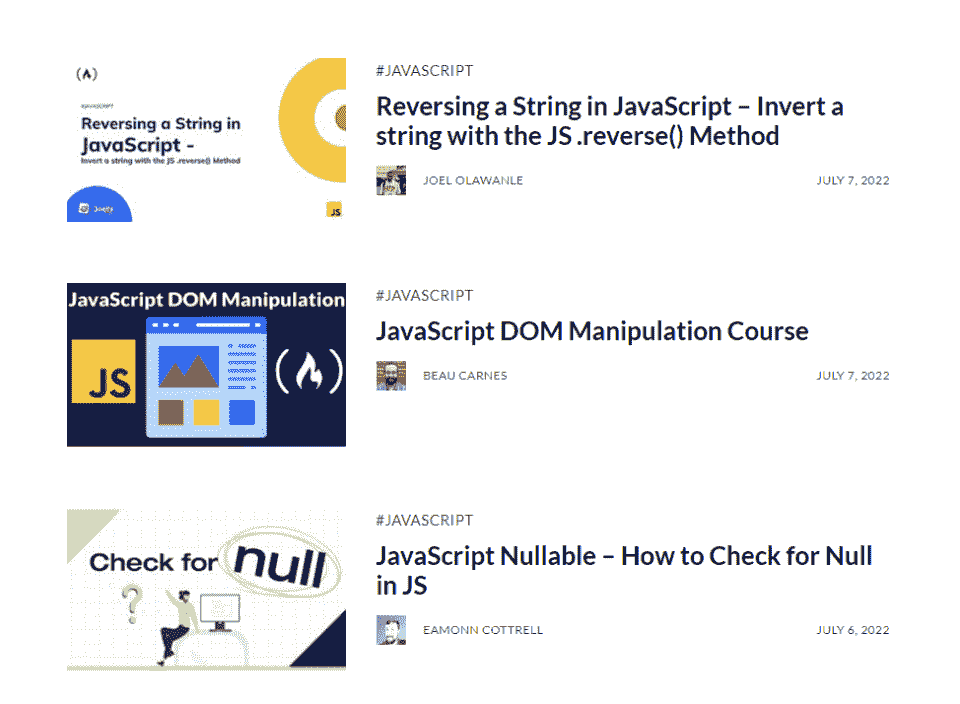 (🔥)
#JAVASCRIPT
Reversing a String in
JavaScript -
Invert a string with the JS .reverse() Method
JS
#JAVASCRIPT
Reversing a String in JavaScript – Invert a
string with the JS .reverse() Method
JOEL OLAWANLE
JULY 7, 2022
JavaScript DOM Manipulation
JS
#JAVASCRIPT
JavaScript DOM Manipulation Course
BEAU CARNES
JULY 7, 2022
Check for null
?
#JAVASCRIPT
JavaScript Nullable – How to Check for Null
in JS
EAMONN COTTRELL
JULY 6, 2022